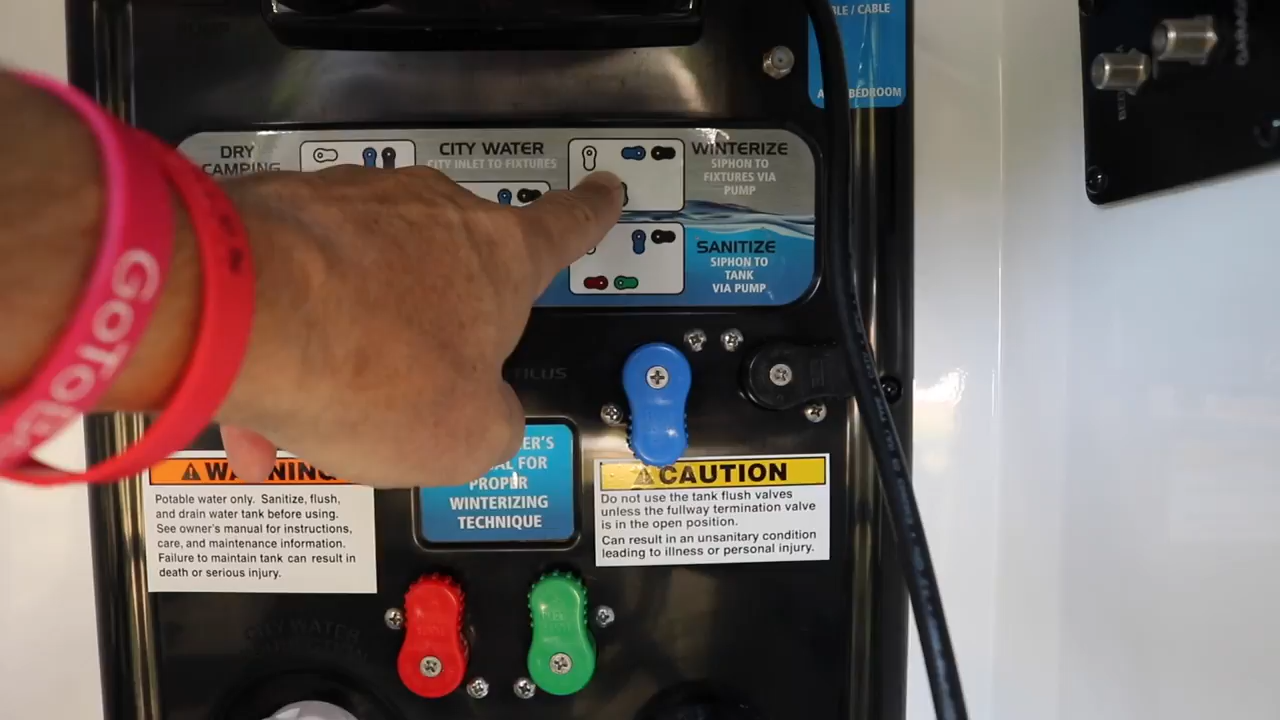 BLE / CABLE
BEDROOM
DRY
CAMPING
CITY WATER
CITY INLET TO FIXTURES
WINTERIZE
SIPHON TO
FIXTURES VIA
PUMP
SANITIZE
SIPHON TO
TANK
VIA PUMP
GOTO
ILUS
WARNING
Potable water only. Sanitize, flush,
and drain water tank before using.
See owner's manual for instructions,
care, and maintenance information.
Failure to maintain tank can result in
death or serious injury.
ER'S
AL FOR
PROPER
WINTERIZING
TECHNIQUE
CAUTION
Do not use the tank flush valves
unless the fullway termination valve
is in the open position.
Can result in an unsanitary condition
leading to illness or personal injury.
CITY WATER